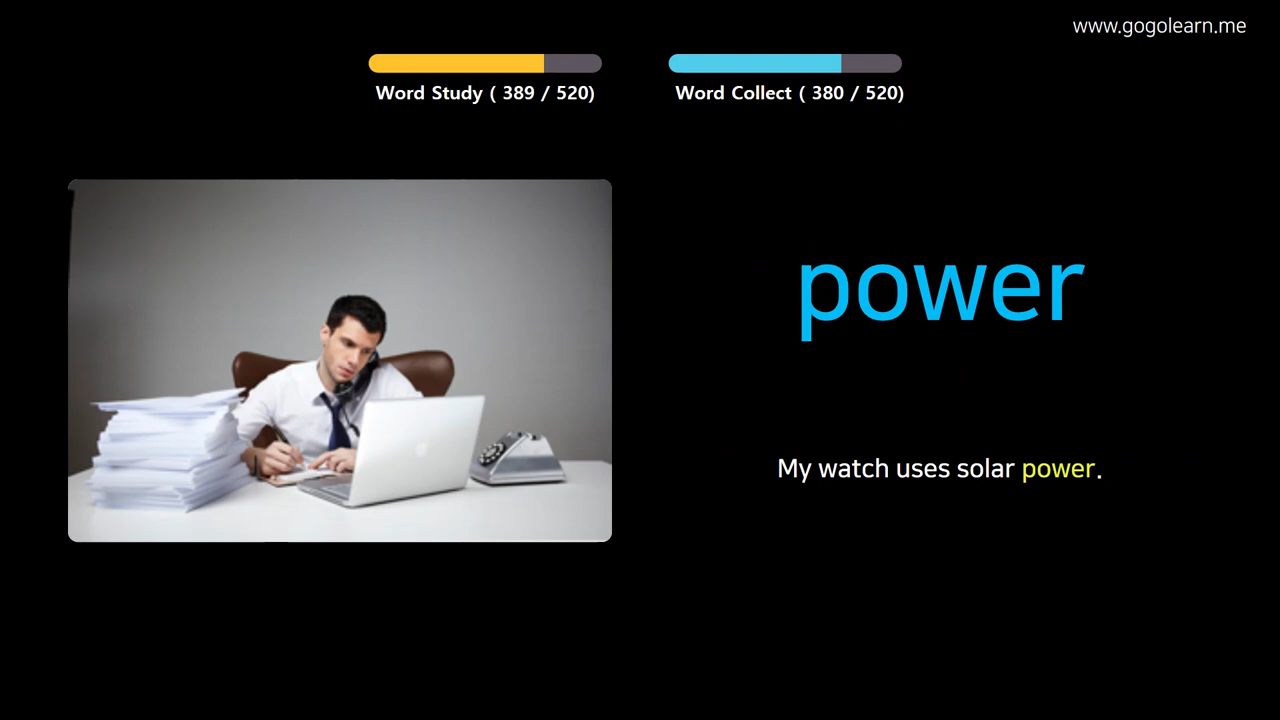 www.gogolearn.me
Word Study ( 389 / 520)
Word Collect ( 380 / 520)
power
My watch uses solar power.